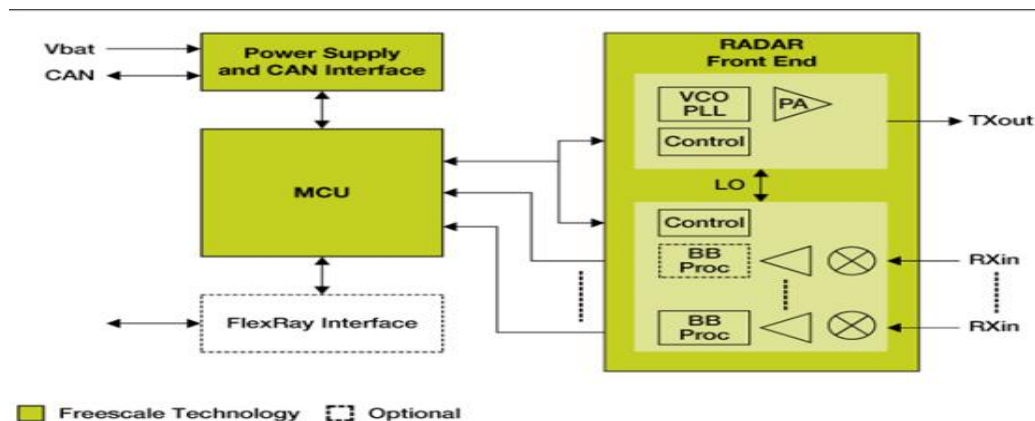 Vbat
CAN
Power Supply
and CAN Interface
MCU
FlexRay Interface
RADAR
Front End
VCO
PLL
PA
Control
TXout
LO
Control
BB
Proc
RXin
BB
Proc
RXin
Freescale Technology
Optional